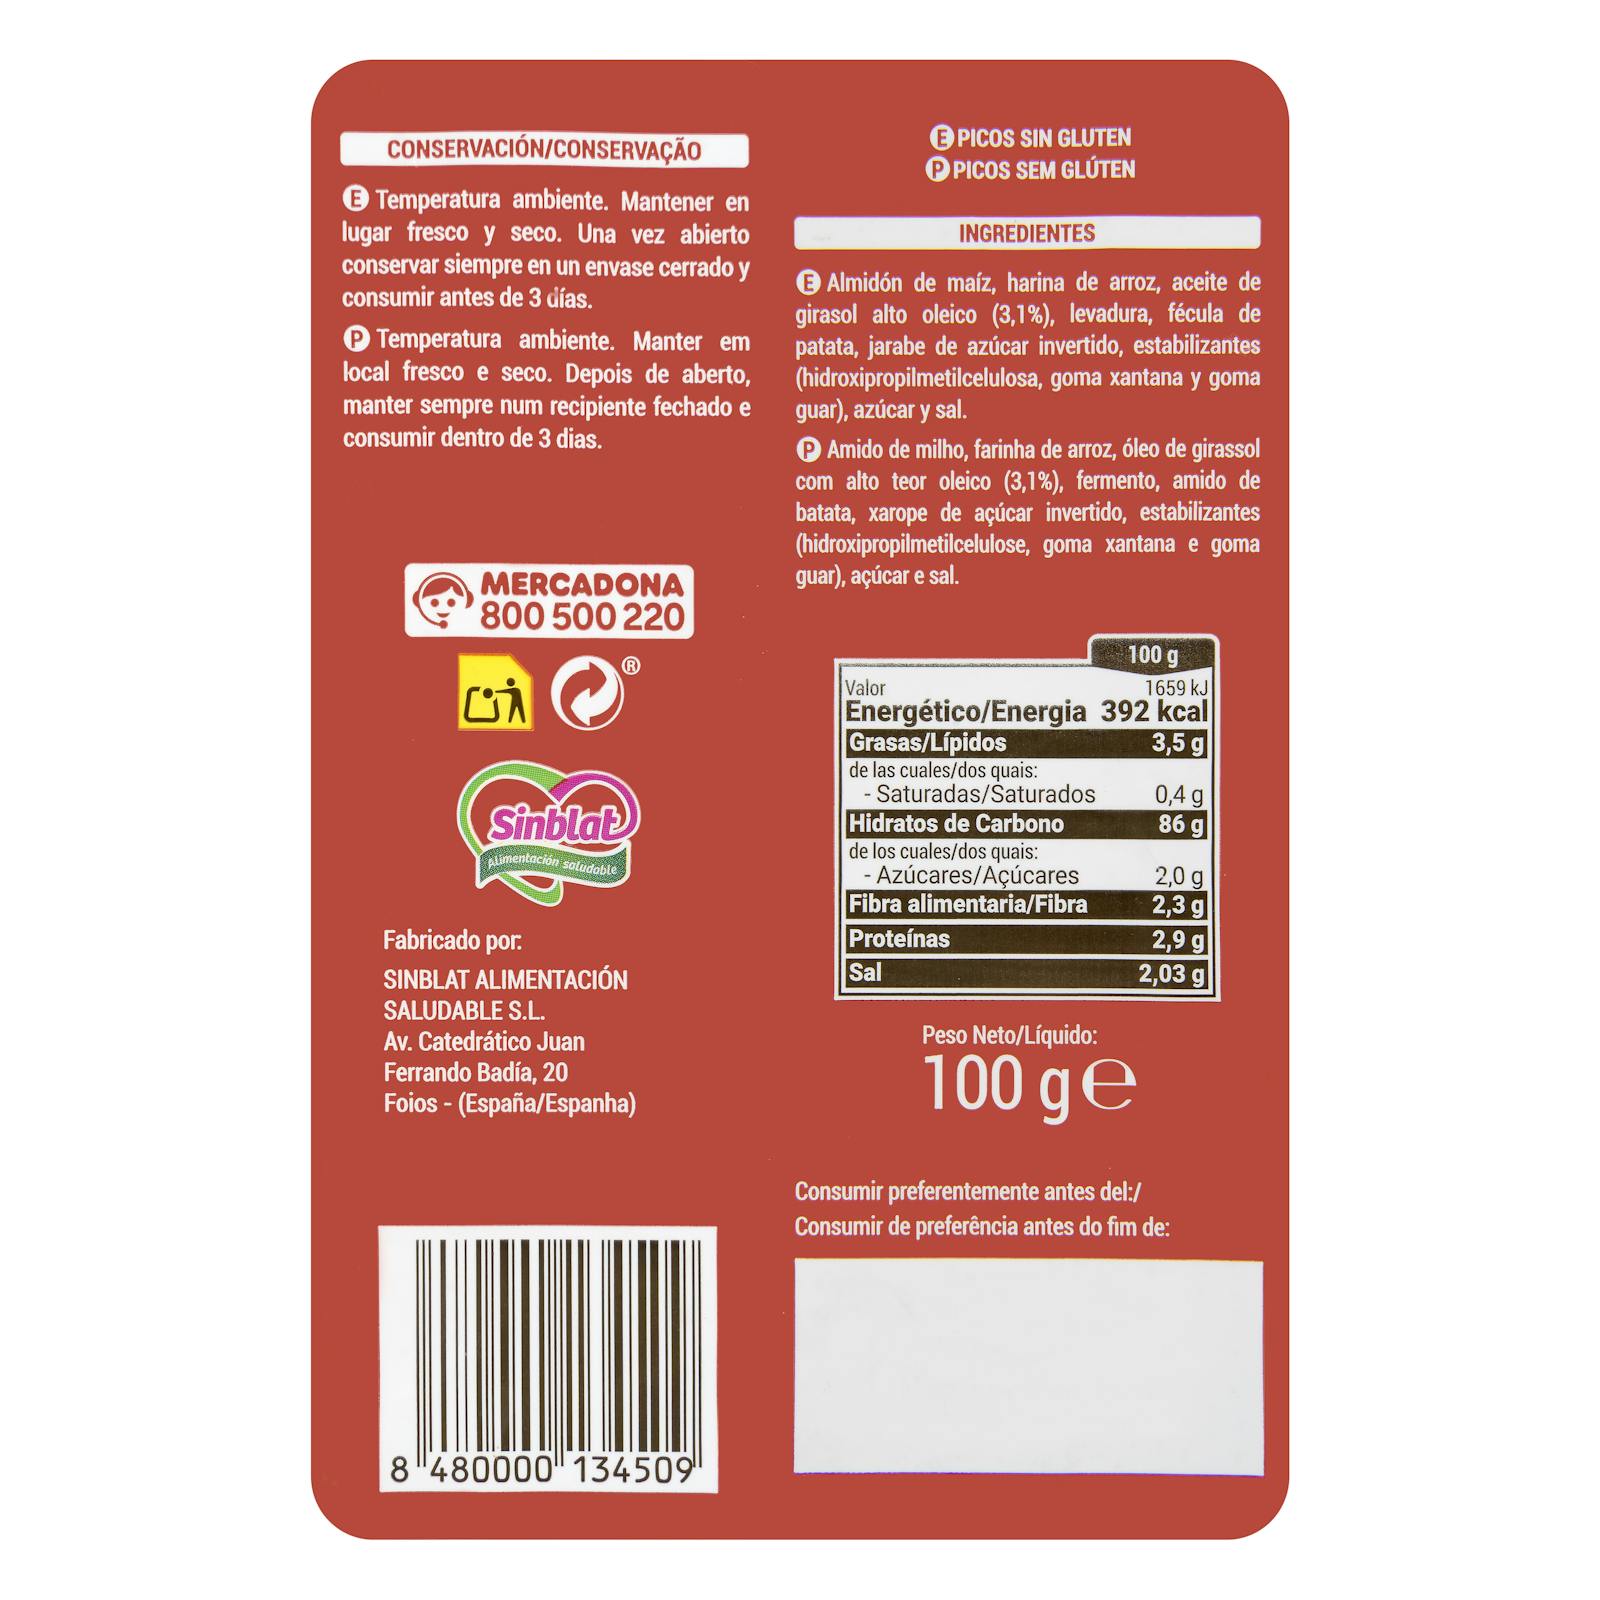 CONSERVACIÓN/CONSERVAÇÃO
E Temperatura ambiente. Mantener en
lugar fresco y seco. Una vez abierto
conservar siempre en un envase cerrado y
consumir antes de 3 días.
P Temperatura ambiente. Manter em
local fresco e seco. Depois de aberto,
manter sempre num recipiente fechado e
consumir dentro de 3 dias.
MERCADONA
800 500 220
®
Sinblat
Alimentación saludable
Fabricado por:
SINBLAT ALIMENTACIÓN
SALUDABLE S.L.
Av. Catedrático Juan
Ferrando Badía, 20
Foios - (España/Espanha)
8 480000 134509
E PICOS SIN GLUTEN
P PICOS SEM GLÚTEN
INGREDIENTES
E Almidón de maíz, harina de arroz, aceite de
girasol alto oleico (3,1%), levadura, fécula de
patata, jarabe de azúcar invertido, estabilizantes
(hidroxipropilmetilcelulosa, goma xantana y goma
guar), azúcar y sal.
P Amido de milho, farinha de arroz, óleo de girassol
com alto teor oleico (3,1%), fermento, amido de
batata, xarope de açúcar invertido, estabilizantes
(hidroxipropilmetilcelulose, goma xantana e goma
guar), açúcar e sal.
100 g
Valor 1659 kJ
Energético/Energia 392 kcal
Grasas/Lípidos 3,5 g
de las cuales/dos quais:
- Saturadas/Saturados 0,4 g
Hidratos de Carbono 86 g
de los cuales/dos quais:
- Azúcares/Açúcares 2,0 g
Fibra alimentaria/Fibra 2,3 g
Proteínas 2,9 g
Sal 2,03 g
Peso Neto/Líquido:
100 g e
Consumir preferentemente antes del:/
Consumir de preferência antes do fim de: